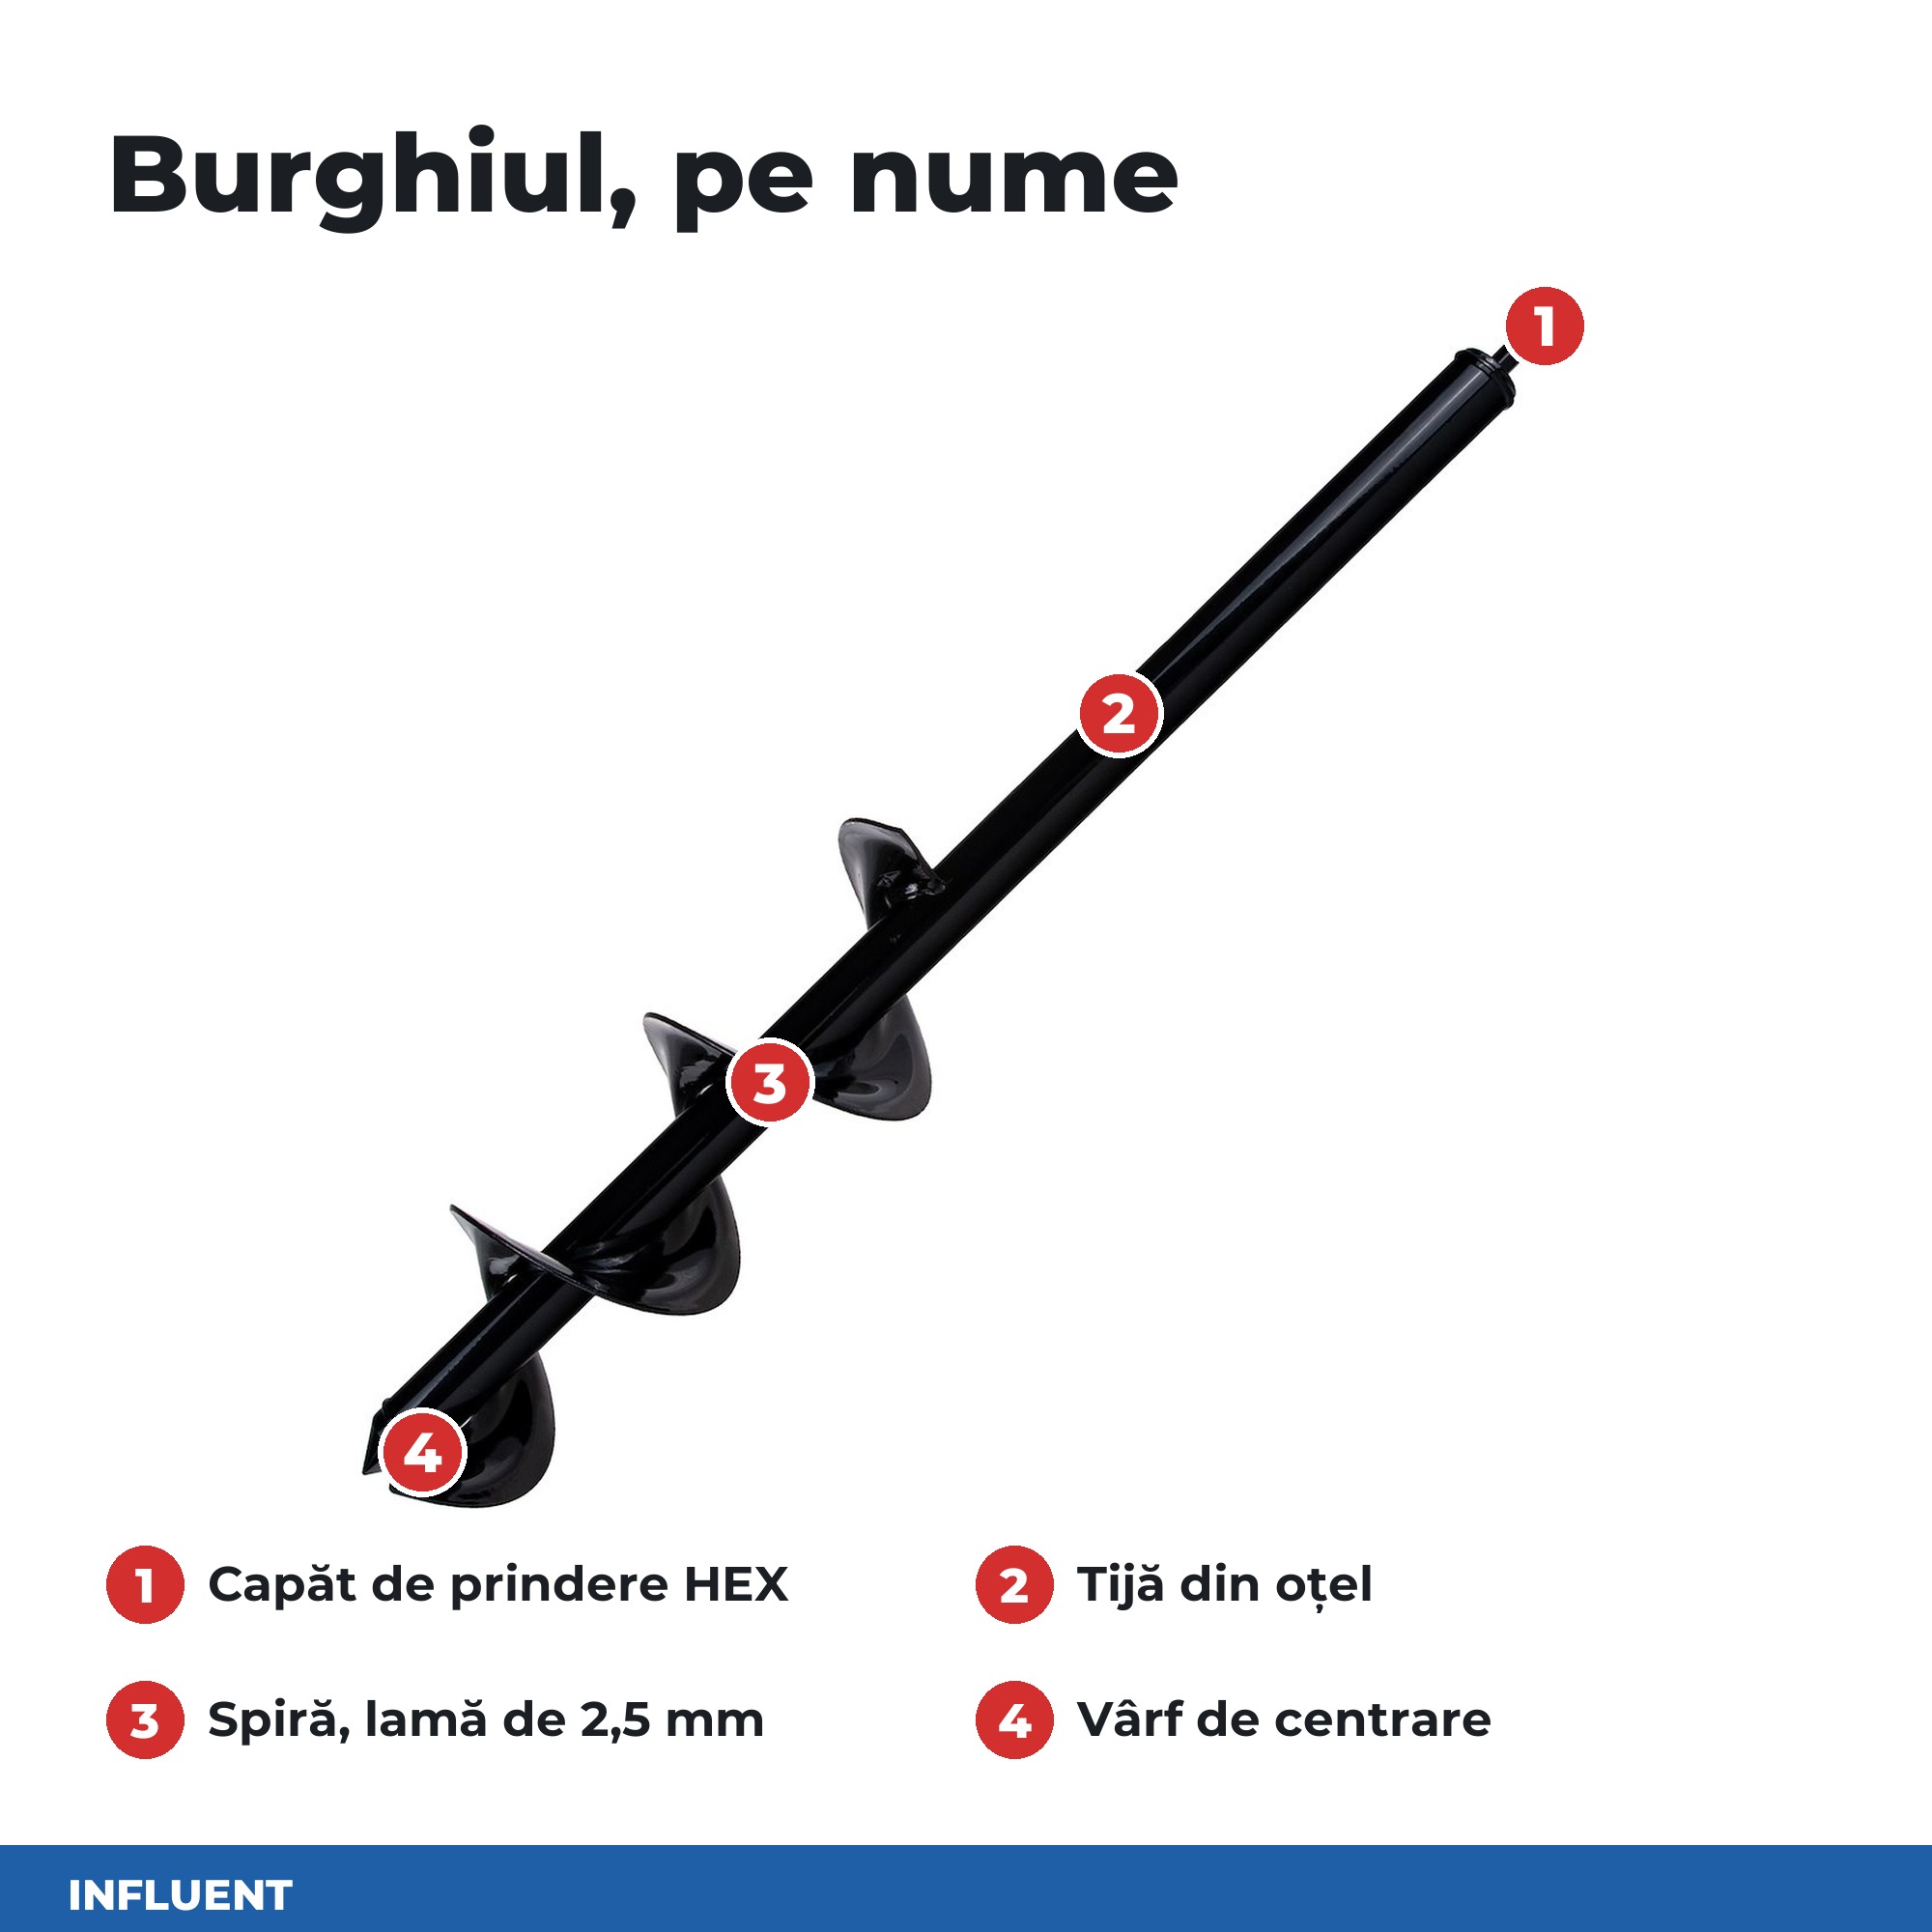 Burghiul, pe nume
1
2
3
4
1 Capăt de prindere HEX
2 Tijă din oțel
3 Spiră, lamă de 2,5 mm
4 Vârf de centrare
INFLUENT